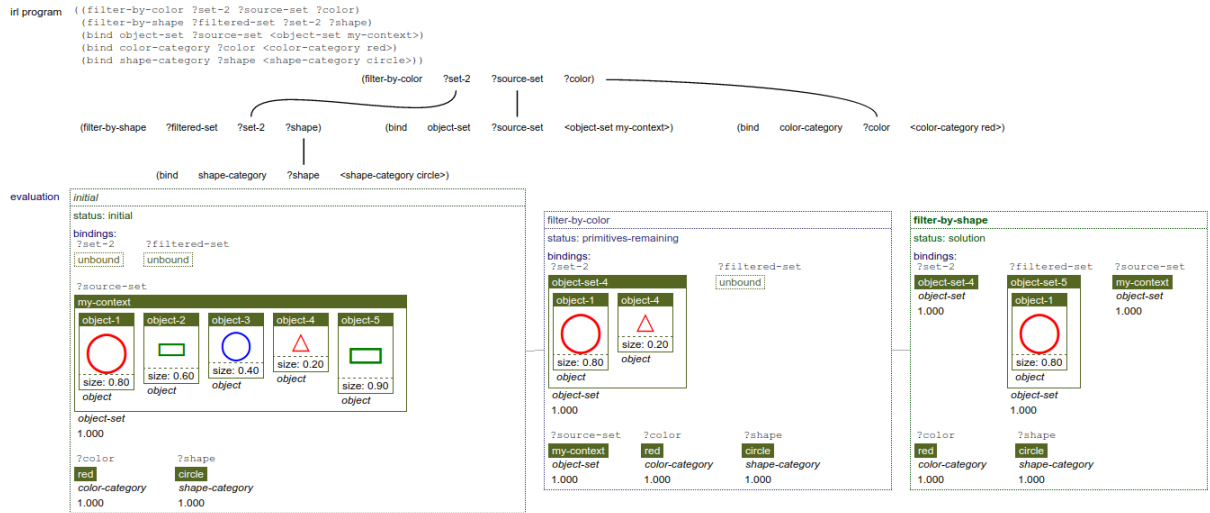 irl program
((filter-by-color ?set-2 ?source-set ?color)
(filter-by-shape ?filtered-set ?set-2 ?shape)
(bind object-set ?source-set <object-set my-context>)
(bind color-category ?color <color-category red>)
(bind shape-category ?shape <shape-category circle>))
(filter-by-color ?set-2 ?source-set ?color)
(filter-by-shape ?filtered-set ?set-2 ?shape) (bind object-set ?source-set <object-set my-context>) (bind color-category ?color <color-category red>)
(bind shape-category ?shape <shape-category circle>)
evaluation
initial
status: initial
bindings:
?set-2 ?filtered-set
unbound unbound
?source-set
my-context
object-1 object-2 object-3 object-4 object-5
size: 0.80 size: 0.60 size: 0.40 size: 0.20 size: 0.90
object object object object object
object-set
1.000
?color ?shape
red circle
color-category shape-category
1.000 1.000
filter-by-color
status: primitives-remaining
bindings:
?set-2 ?filtered-set
object-set-4 unbound
object-1 object-4
size: 0.80 size: 0.20
object object
object-set
1.000
?source-set ?color ?shape
my-context red circle
object-set color-category shape-category
1.000 1.000 1.000
filter-by-shape
status: solution
bindings:
?set-2 ?filtered-set ?source-set
object-set-4 object-set-5 my-context
object-set object-1 object-set
1.000 1.000
size: 0.80
object
object-set
1.000
?color ?shape
red circle
color-category shape-category
1.000 1.000